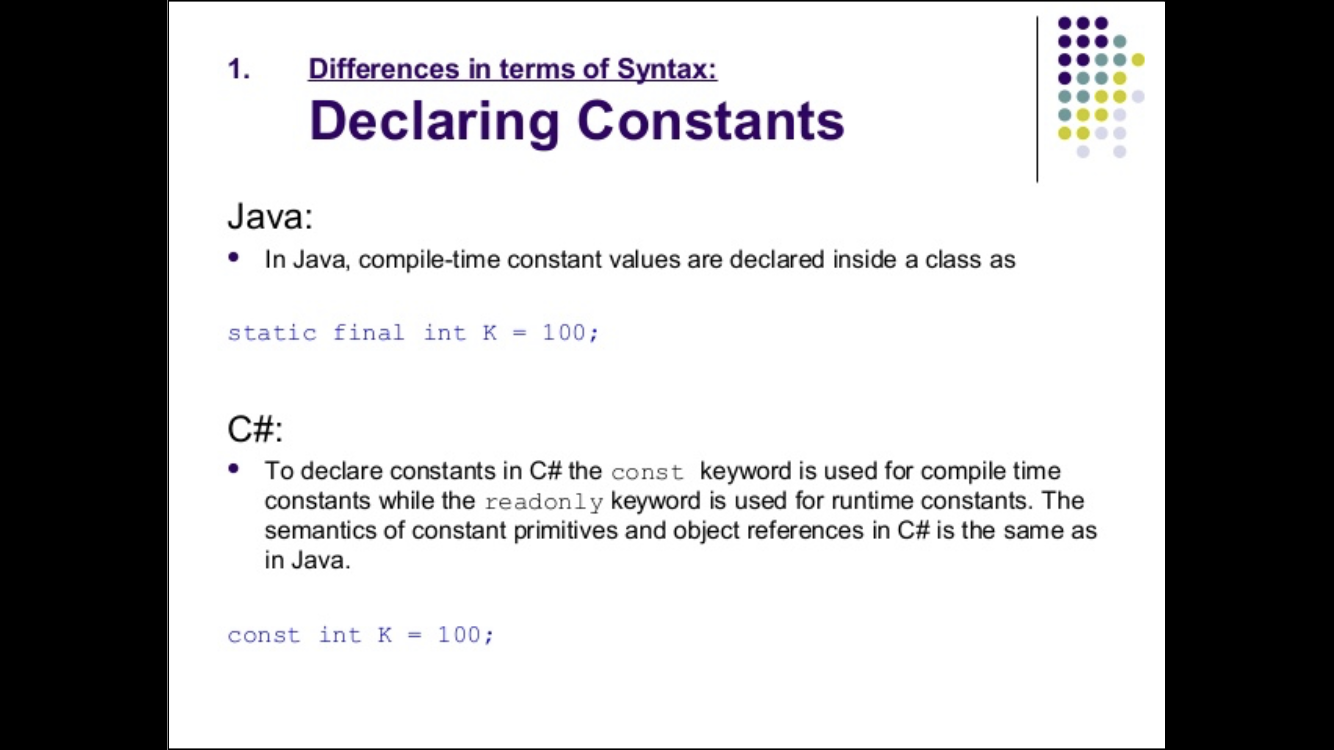 1. Differences in terms of Syntax:
Declaring Constants
Java:
• In Java, compile-time constant values are declared inside a class as
static final int K = 100;
C#:
• To declare constants in C# the const keyword is used for compile time
constants while the readonly keyword is used for runtime constants. The
semantics of constant primitives and object references in C# is the same as
in Java.
const int K = 100;